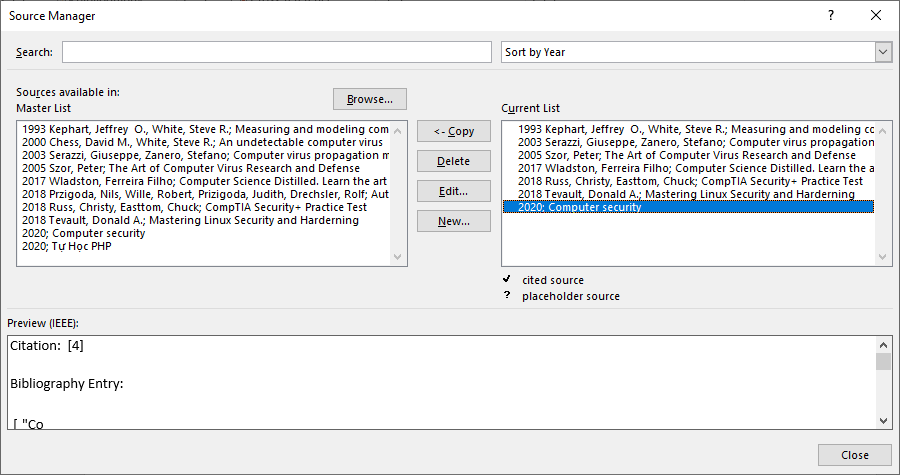 Source Manager
?
Search:
Sort by Year
Sources available in:
Master List
Browse...
Current List
1993 Kephart, Jeffrey O., White, Steve R.; Measuring and modeling com
2000 Chess, David M., White, Steve R.; An undetectable computer virus
2003 Serazzi, Giuseppe, Zanero, Stefano; Computer virus propagation m
2005 Szor, Peter; The Art of Computer Virus Research and Defense
2017 Wladston, Ferreira Filho; Computer Science Distilled. Learn the art
2018 Przigoda, Nils, Wille, Robert, Przigoda, Judith, Drechsler, Rolf; Aut
2018 Russ, Christy, Easttom, Chuck; CompTIA Security+ Practice Test
2018 Tevault, Donald A.; Mastering Linux Security and Harderning
2020; Computer security
2020; Tự Học PHP
<- Copy
Delete
Edit...
New...
1993 Kephart, Jeffrey O., White, Steve R.; Measuring and modeling co
2003 Serazzi, Giuseppe, Zanero, Stefano; Computer virus propagation
2005 Szor, Peter; The Art of Computer Virus Research and Defense
2017 Wladston, Ferreira Filho; Computer Science Distilled. Learn the a
2018 Russ, Christy, Easttom, Chuck; CompTIA Security+ Practice Test
2018 Tevault, Donald A.; Mastering Linux Security and Harderning
2020; Computer security
cited source
? placeholder source
Preview (IEEE):
Citation: [4]
Bibliography Entry:
[ "Co
Close